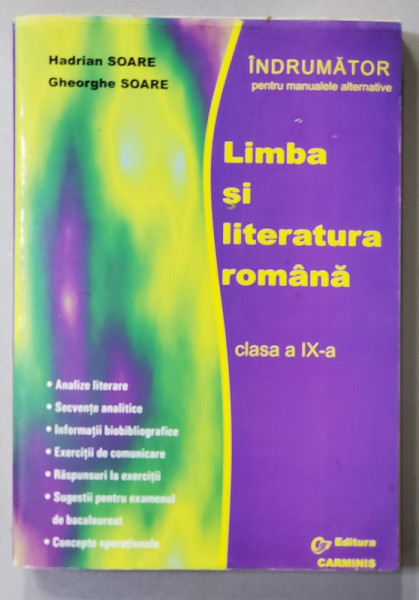 Hadrian SOARE
Gheorghe SOARE
ÎNDRUMĂTOR
pentru manualele alternative
Limba
și
literatura
română
clasa a IX-a
• Analize literare
• Secvențe analitice
• Informații biobibliografice
• Exerciții de comunicare
• Răspunsuri la exerciții
• Sugestii pentru examenul
de bacalaureat
• Concepte operaționale
Editura
CARMINIS